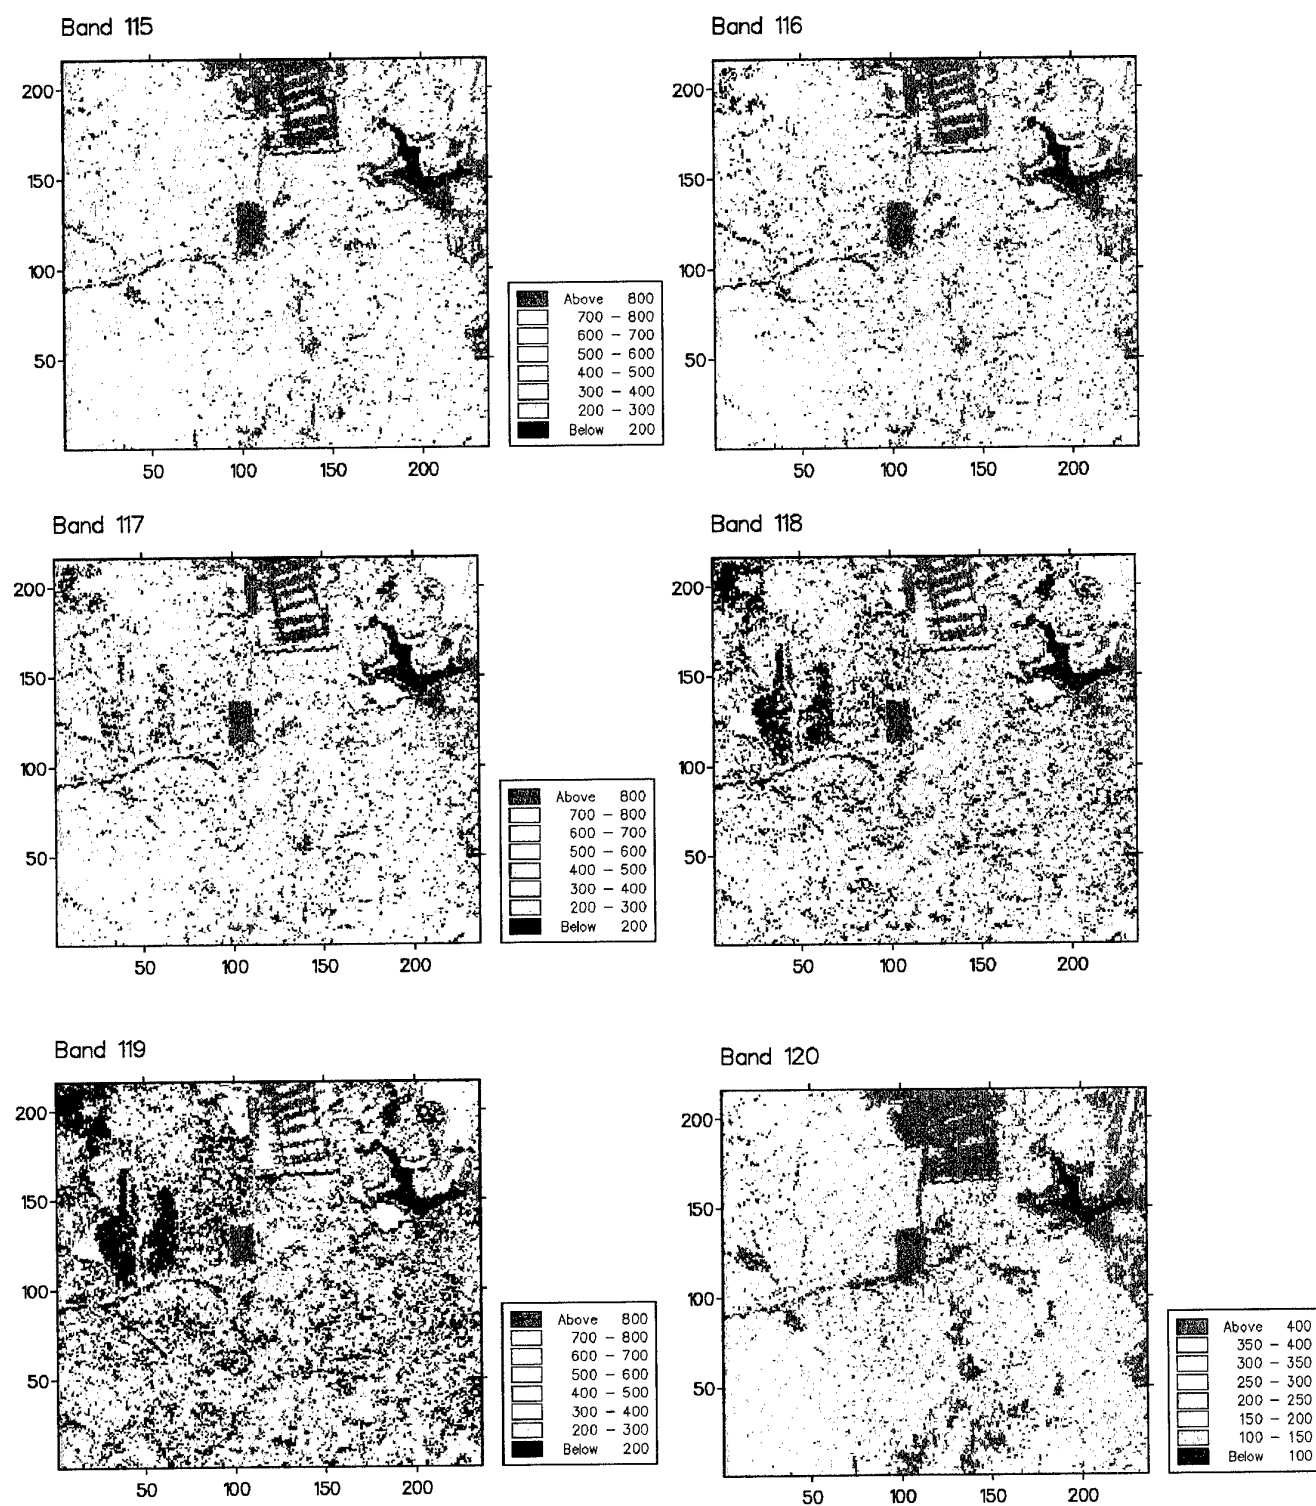 Band 115
200
150
100
50
50 100 150 200
Above 800
700 – 800
600 – 700
500 – 600
400 – 500
300 – 400
200 – 300
Below 200
Band 116
200
150
100
50
50 100 150 200
Band 117
200
150
100
50
50 100 150 200
Above 800
700 – 800
600 – 700
500 – 600
400 – 500
300 – 400
200 – 300
Below 200
Band 118
200
150
100
50
50 100 150 200
Band 119
200
150
100
50
50 100 150 200
Above 800
700 – 800
600 – 700
500 – 600
400 – 500
300 – 400
200 – 300
Below 200
Band 120
200
150
100
50
50 100 150 200
Above 400
350 – 400
300 – 350
250 – 300
200 – 250
150 – 200
100 – 150
Below 100